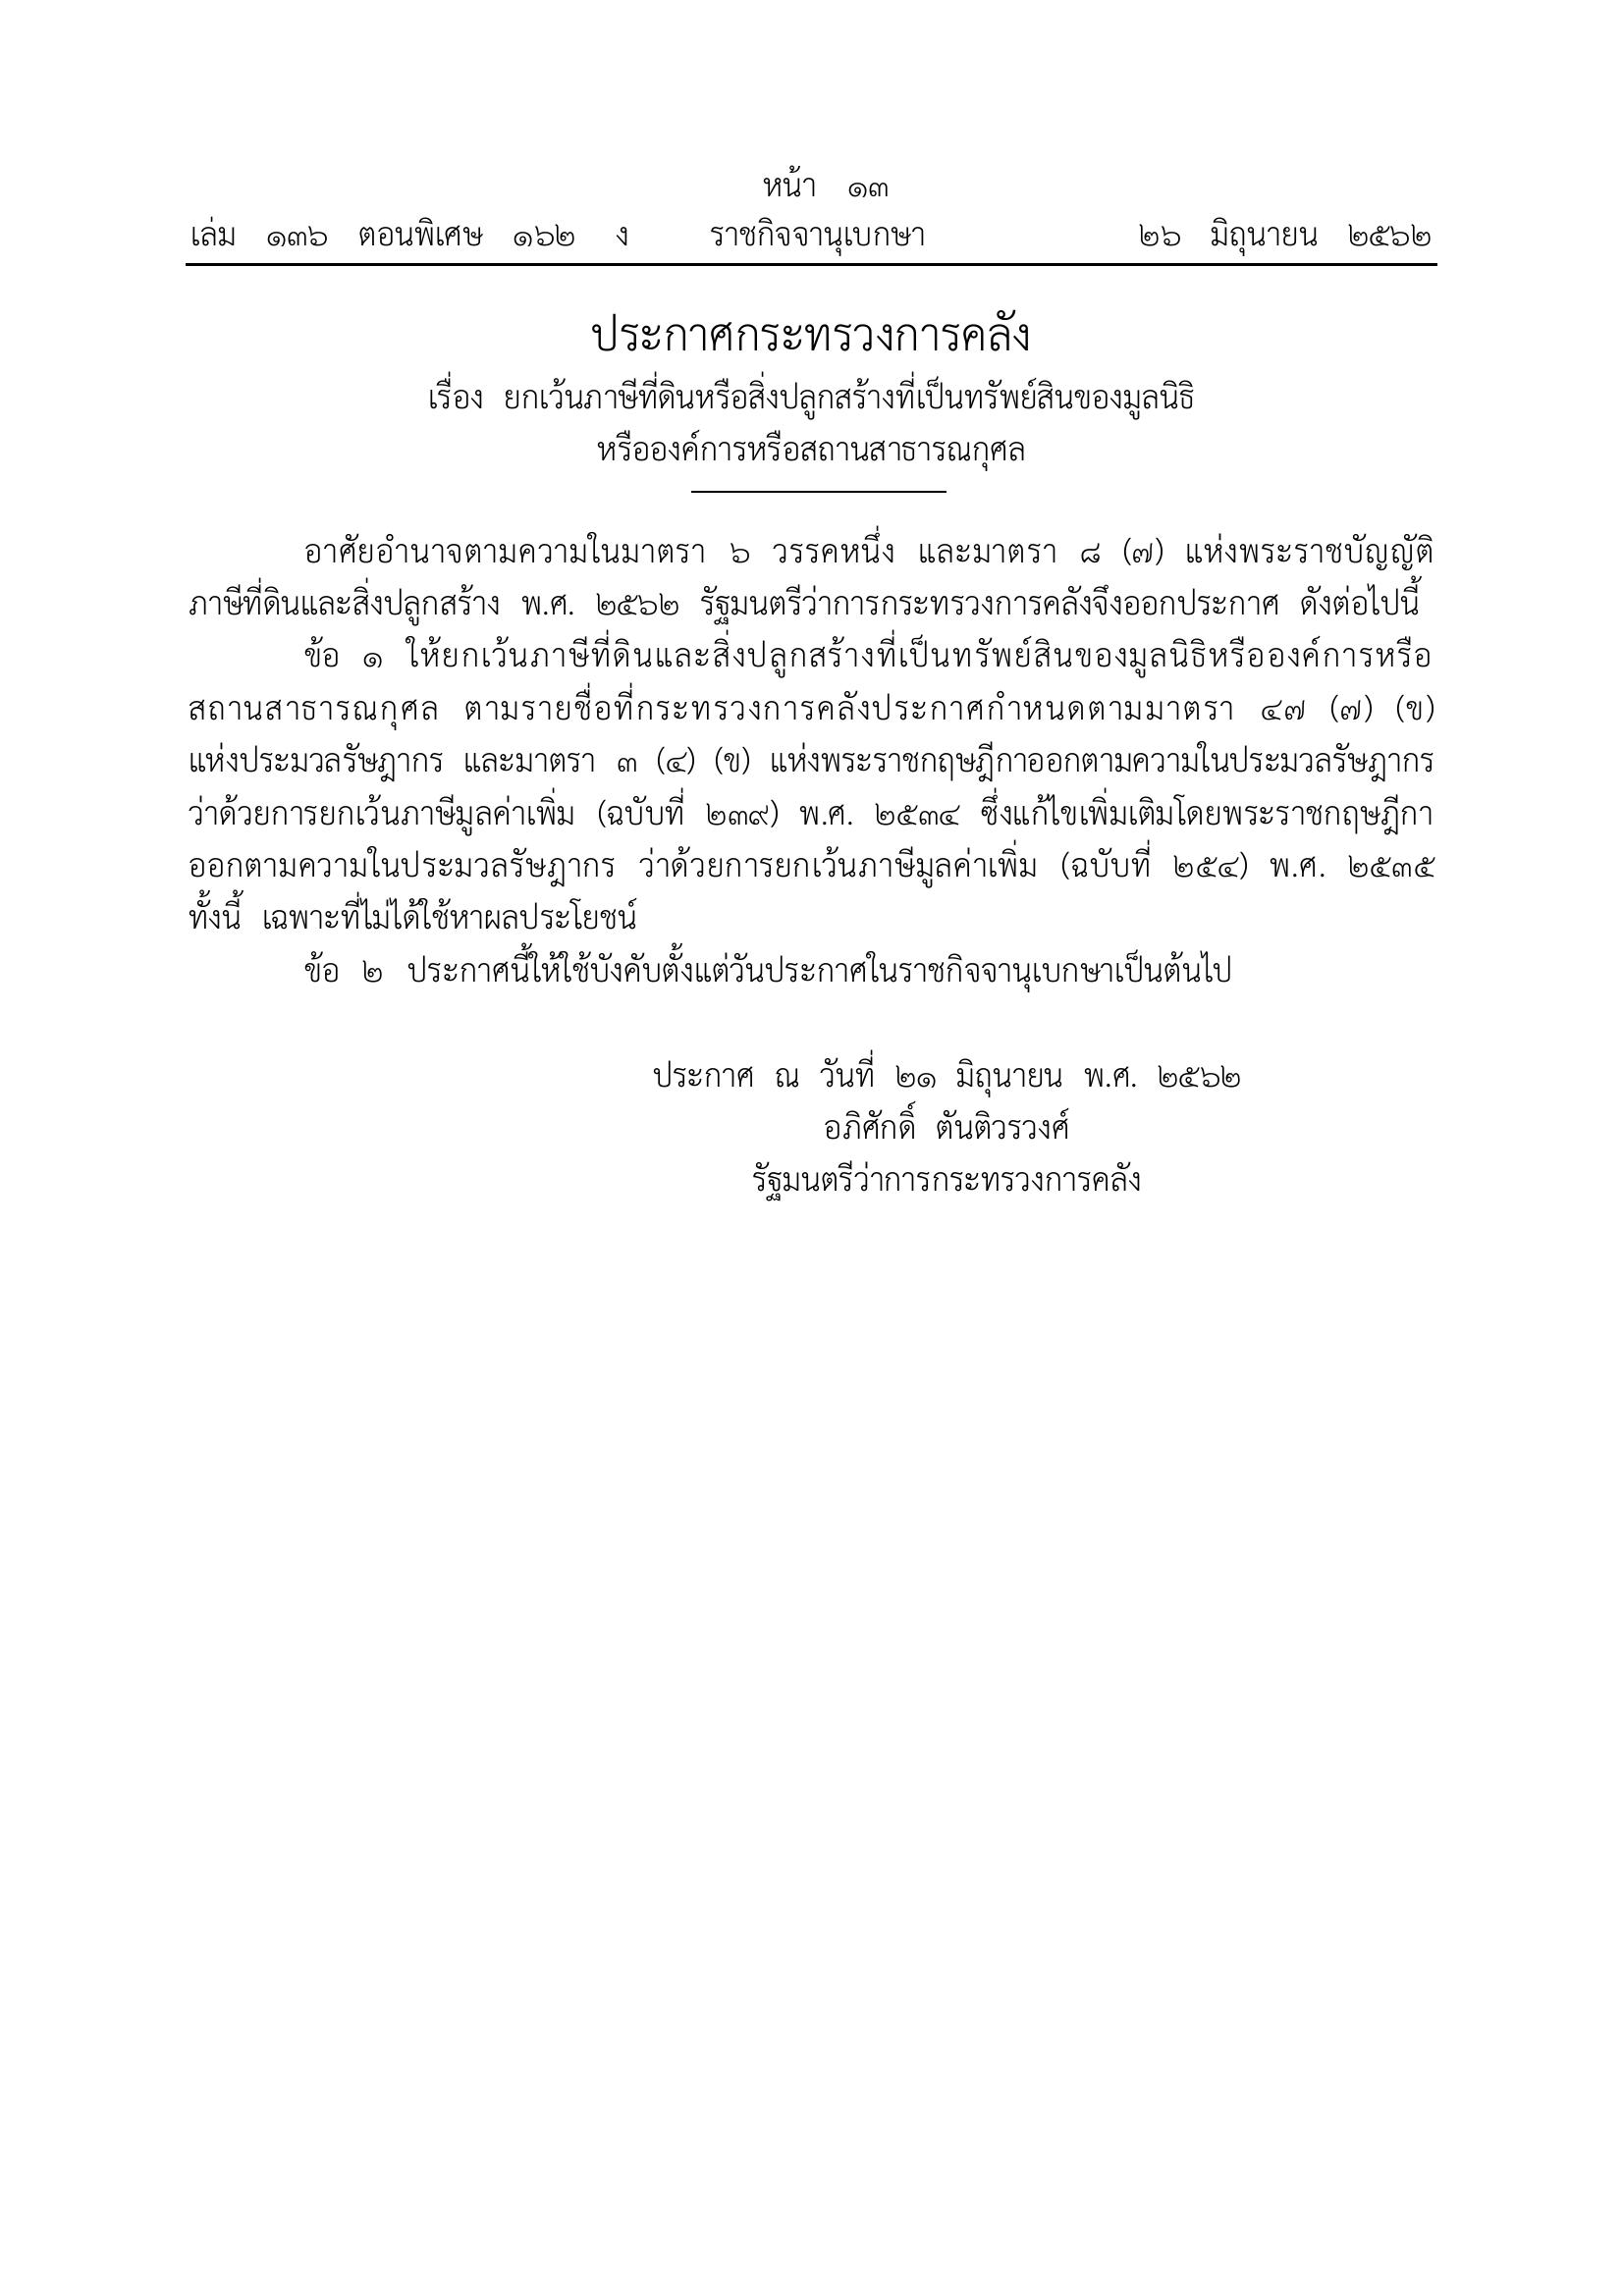 หน้า ๑๓
เล่ม ๑๓๖ ตอนพิเศษ ๑๖๒ ง ราชกิจจานุเบกษา ๒๖ มิถุนายน ๒๕๖๒
ประกาศกระทรวงการคลัง
เรื่อง ยกเว้นภาษีที่ดินหรือสิ่งปลูกสร้างที่เป็นทรัพย์สินของมูลนิธิ
หรือองค์การหรือสถานสาธารณกุศล
อาศัยอำนาจตามความในมาตรา ๖ วรรคหนึ่ง และมาตรา ๘ (๗) แห่งพระราชบัญญัติ
ภาษีที่ดินและสิ่งปลูกสร้าง พ.ศ. ๒๕๖๒ รัฐมนตรีว่าการกระทรวงการคลังจึงออกประกาศ ดังต่อไปนี้
ข้อ ๑ ให้ยกเว้นภาษีที่ดินและสิ่งปลูกสร้างที่เป็นทรัพย์สินของมูลนิธิหรือองค์การหรือ
สถานสาธารณกุศล ตามรายชื่อที่กระทรวงการคลังประกาศกำหนดตามมาตรา ๔๗ (๗) (ข)
แห่งประมวลรัษฎากร และมาตรา ๓ (๔) (ข) แห่งพระราชกฤษฎีกาออกตามความในประมวลรัษฎากร
ว่าด้วยการยกเว้นภาษีมูลค่าเพิ่ม (ฉบับที่ ๒๓๙) พ.ศ. ๒๕๓๔ ซึ่งแก้ไขเพิ่มเติมโดยพระราชกฤษฎีกา
ออกตามความในประมวลรัษฎากร ว่าด้วยการยกเว้นภาษีมูลค่าเพิ่ม (ฉบับที่ ๒๕๔) พ.ศ. ๒๕๓๕
ทั้งนี้ เฉพาะที่ไม่ได้ใช้หาผลประโยชน์
ข้อ ๒ ประกาศนี้ให้ใช้บังคับตั้งแต่วันประกาศในราชกิจจานุเบกษาเป็นต้นไป
ประกาศ ณ วันที่ ๒๑ มิถุนายน พ.ศ. ๒๕๖๒
อภิศักดิ์ ตันติวรวงศ์
รัฐมนตรีว่าการกระทรวงการคลัง